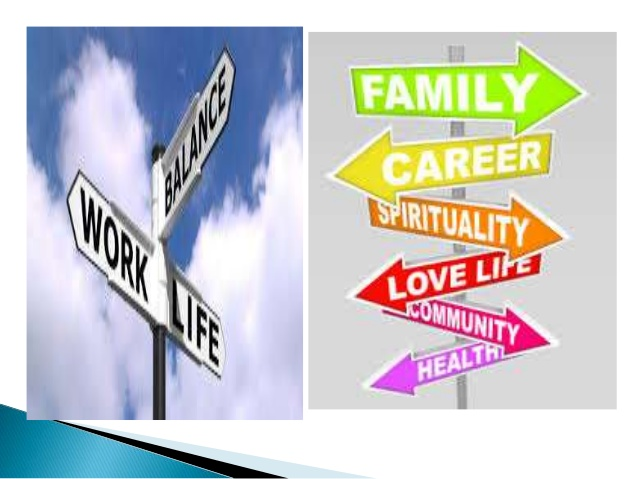 BALANCE
WORK
LIFE
FAMILY
CAREER
SPIRITUALITY
LOVE LIFE
COMMUNITY
HEALTH